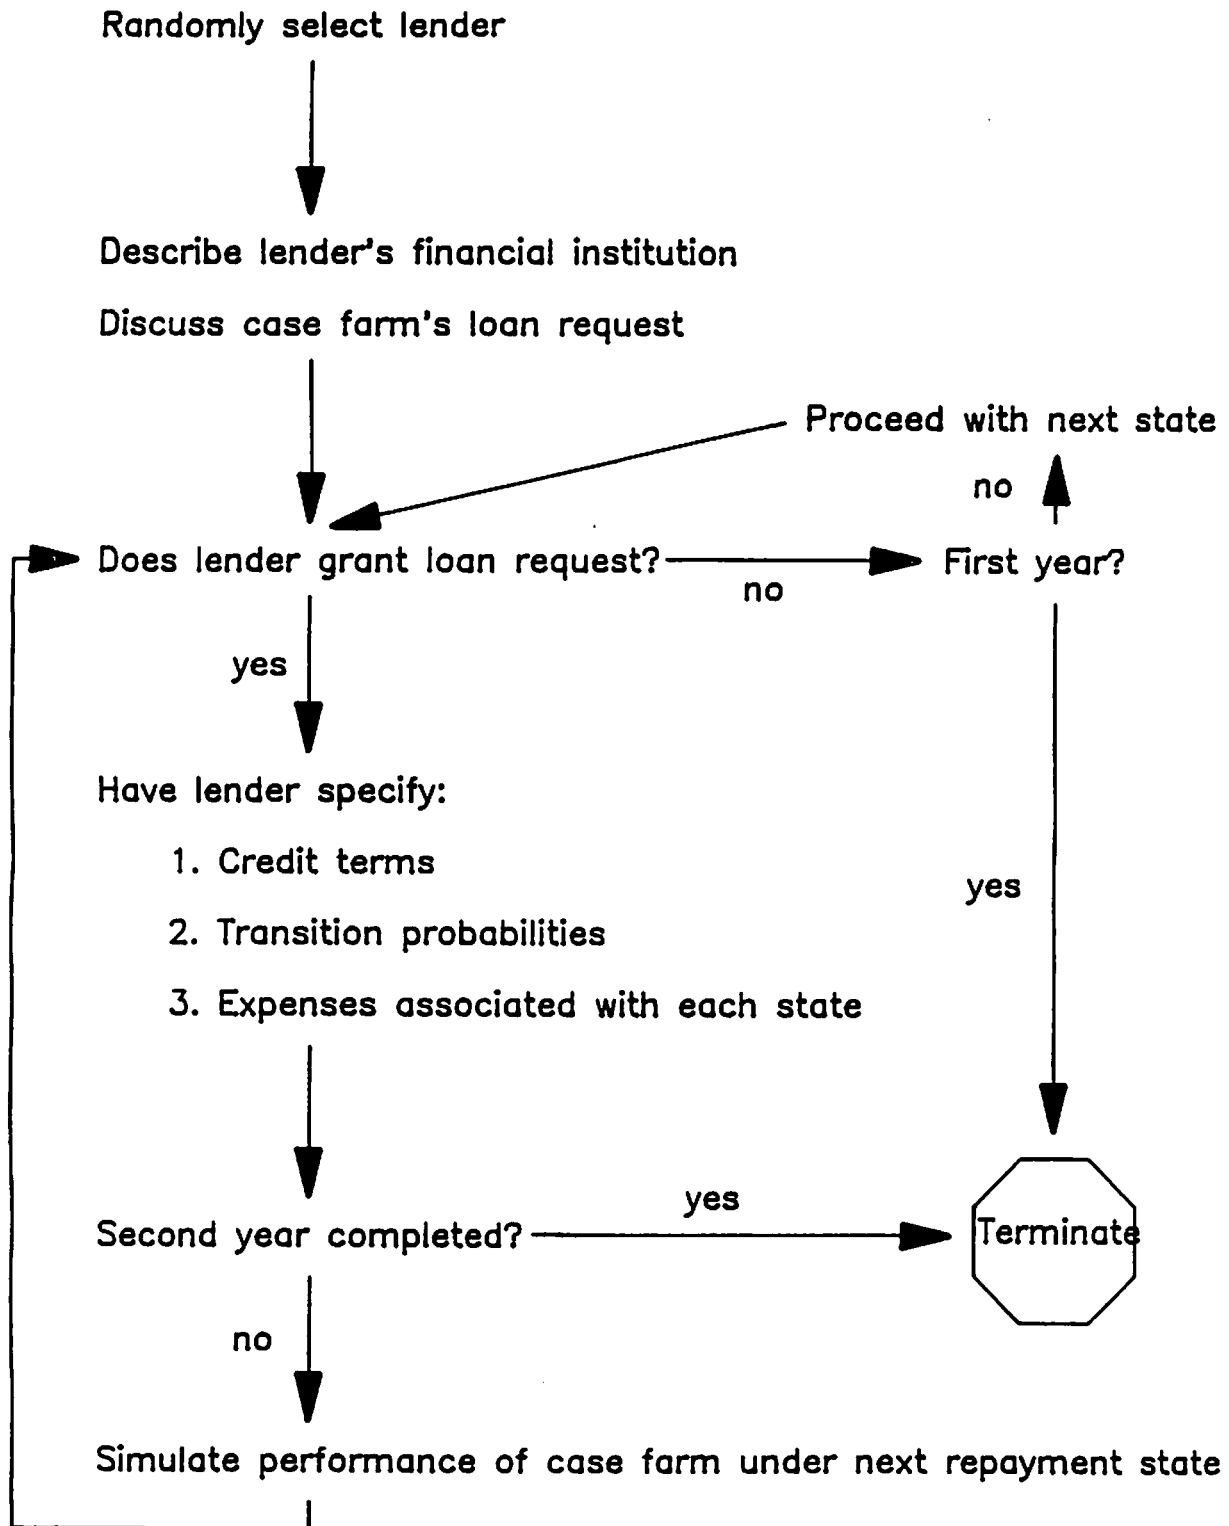 Randomly select lender
Describe lender's financial institution
Discuss case farm's loan request
Proceed with next state
no
Does lender grant loan request?
no
First year?
yes
Have lender specify:
1. Credit terms
2. Transition probabilities
yes
3. Expenses associated with each state
yes
Second year completed?
Terminate
no
Simulate performance of case farm under next repayment state